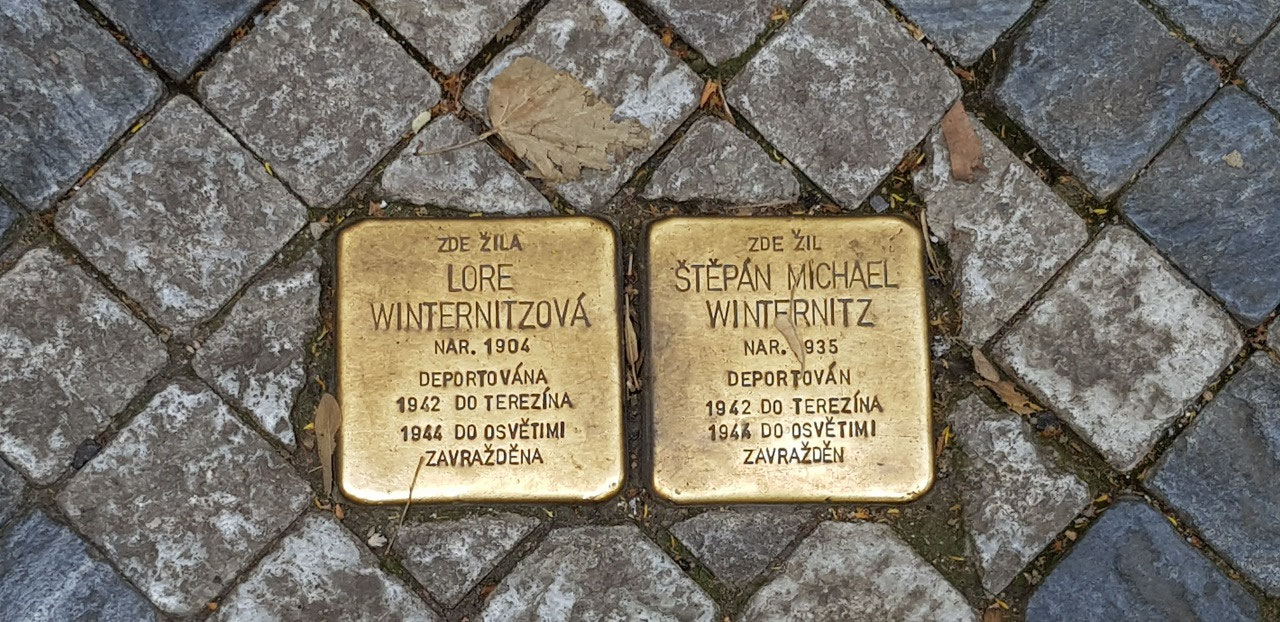 ZDE ŽILA
LORE
WINTERNITZOVÁ
NAR. 1904
DEPORTOVÁNA
1942 DO TEREZÍNA
1944 DO OSVĚTIMI
ZAVRAŽDĚNA
ZDE ŽIL
ŠTĚPÁN MICHAEL
WINTERNITZ
NAR. 1935
DEPORTOVÁN
1942 DO TEREZÍNA
1944 DO OSVĚTIMI
ZAVRAŽDĚN